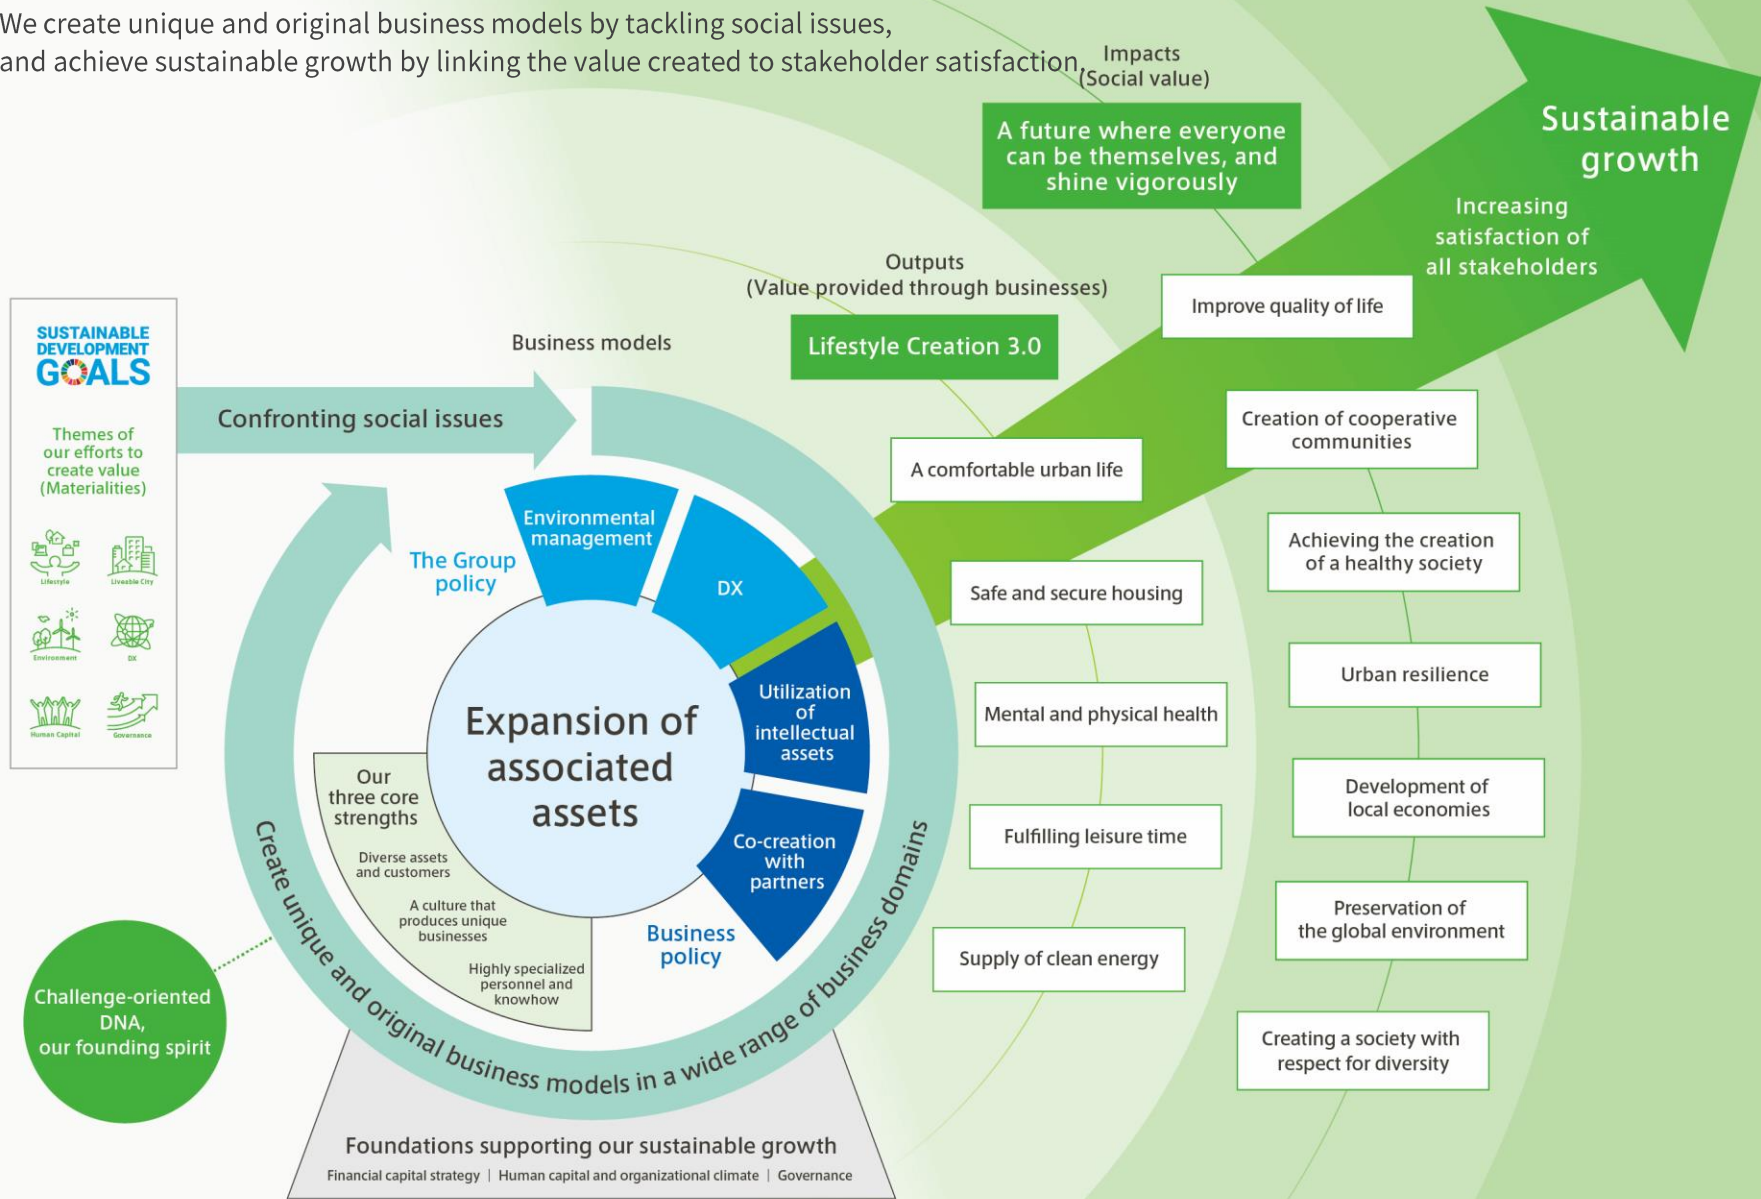 We create unique and original business models by tackling social issues,
and achieve sustainable growth by linking the value created to stakeholder satisfaction.
Impacts
(Social value)
A future where everyone
can be themselves, and
shine vigorously
Sustainable
growth
Increasing
satisfaction of
all stakeholders
Outputs
(Value provided through businesses)
Lifestyle Creation 3.0
Business models
SUSTAINABLE
DEVELOPMENT
GOALS
Themes of
our efforts to
create value
(Materialities)
Lifestyle
Liveable City
Environment
DX
Human Capital
Governance
Confronting social issues
The Group
policy
Environmental
management
DX
Utilization
of
intellectual
assets
Co-creation
with
partners
Business
policy
Expansion of
associated
assets
Our
three core
strengths
Diverse assets
and customers
A culture that
produces unique
businesses
Highly specialized
personnel and
knowhow
Create unique and original business models in a wide range of business domains
Challenge-oriented
DNA,
our founding spirit
Foundations supporting our sustainable growth
Financial capital strategy | Human capital and organizational climate | Governance
A comfortable urban life
Safe and secure housing
Mental and physical health
Fulfilling leisure time
Supply of clean energy
Improve quality of life
Creation of cooperative
communities
Achieving the creation
of a healthy society
Urban resilience
Development of
local economies
Preservation of
the global environment
Creating a society with
respect for diversity